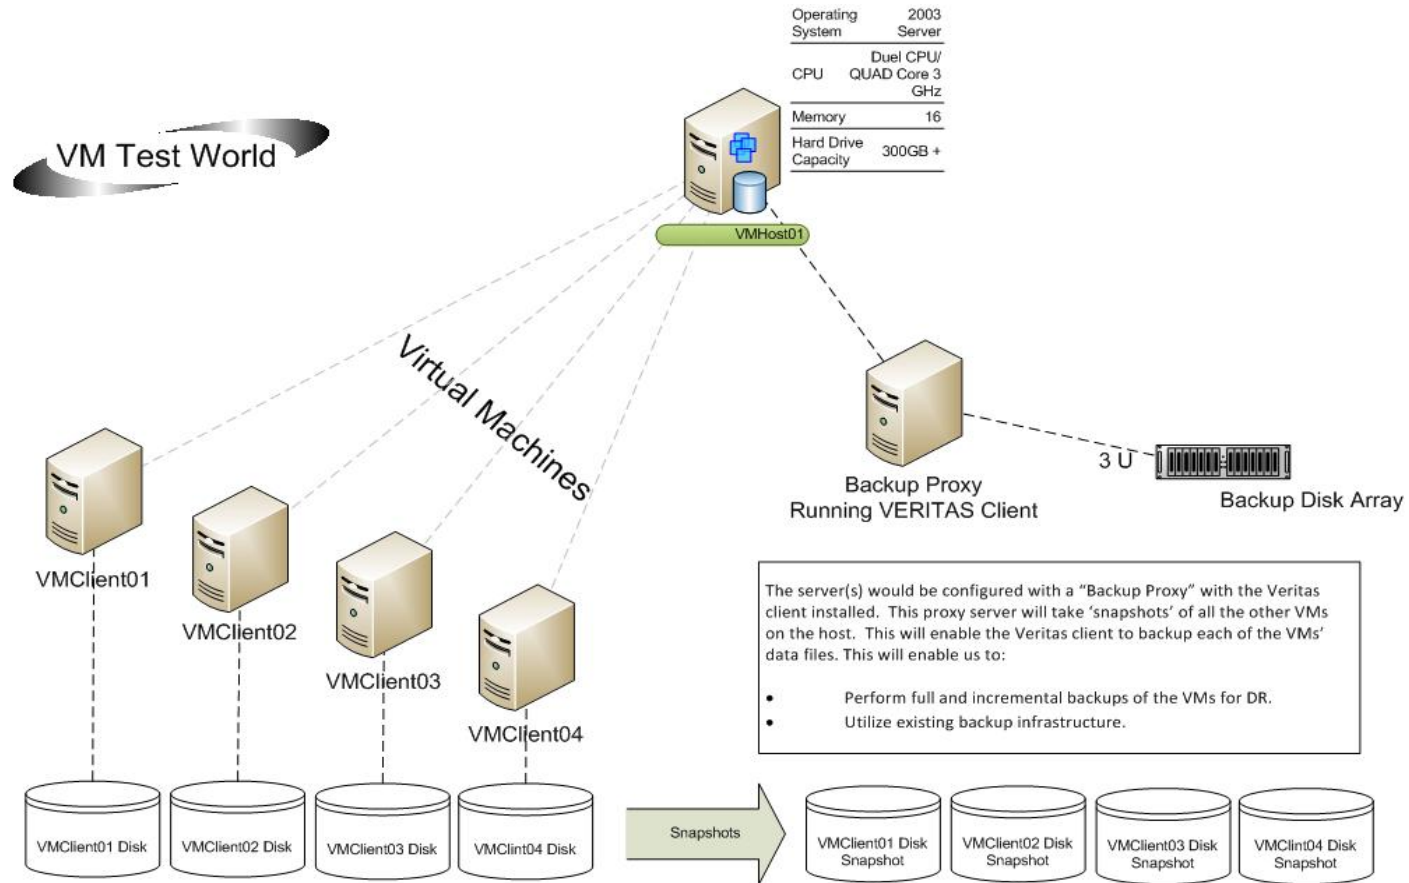 Operating System 2003 Server
CPU Duel CPU/ QUAD Core 3 GHz
Memory 16
Hard Drive Capacity 300GB +
VM Test World
VMHost01
Virtual Machines
Backup Proxy
Running VERITAS Client
3 U
Backup Disk Array
VMClient01
VMClient02
VMClient03
VMClient04
The server(s) would be configured with a “Backup Proxy” with the Veritas
client installed. This proxy server will take ‘snapshots’ of all the other VMs
on the host. This will enable the Veritas client to backup each of the VMs’
data files. This will enable us to:
• Perform full and incremental backups of the VMs for DR.
• Utilize existing backup infrastructure.
VMClient01 Disk
VMClient02 Disk
VMClient03 Disk
VMClint04 Disk
Snapshots
VMClient01 Disk
Snapshot
VMClient02 Disk
Snapshot
VMClient03 Disk
Snapshot
VMClint04 Disk
Snapshot